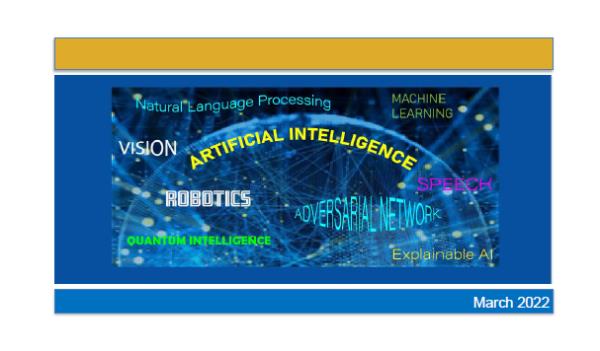 Natural Language Processing
MACHINE
LEARNING
VISION
ARTIFICIAL INTELLIGENCE
SPEECH
ROBOTICS
ADVERSARIAL NETWORK
QUANTUM INTELLIGENCE
Explainable AI
March 2022